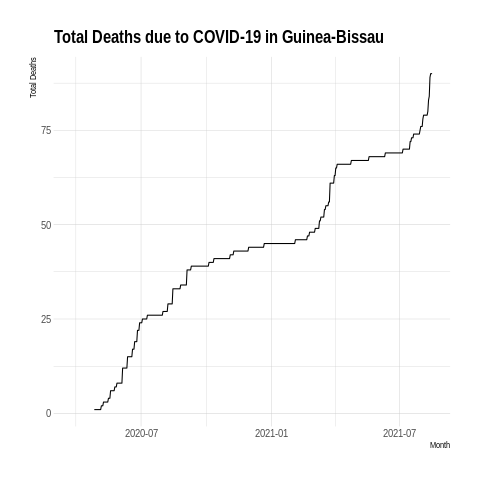 Total Deaths due to COVID-19 in Guinea-Bissau
Total Deaths
75
50
25
0
2020-07
2021-01
2021-07
Month